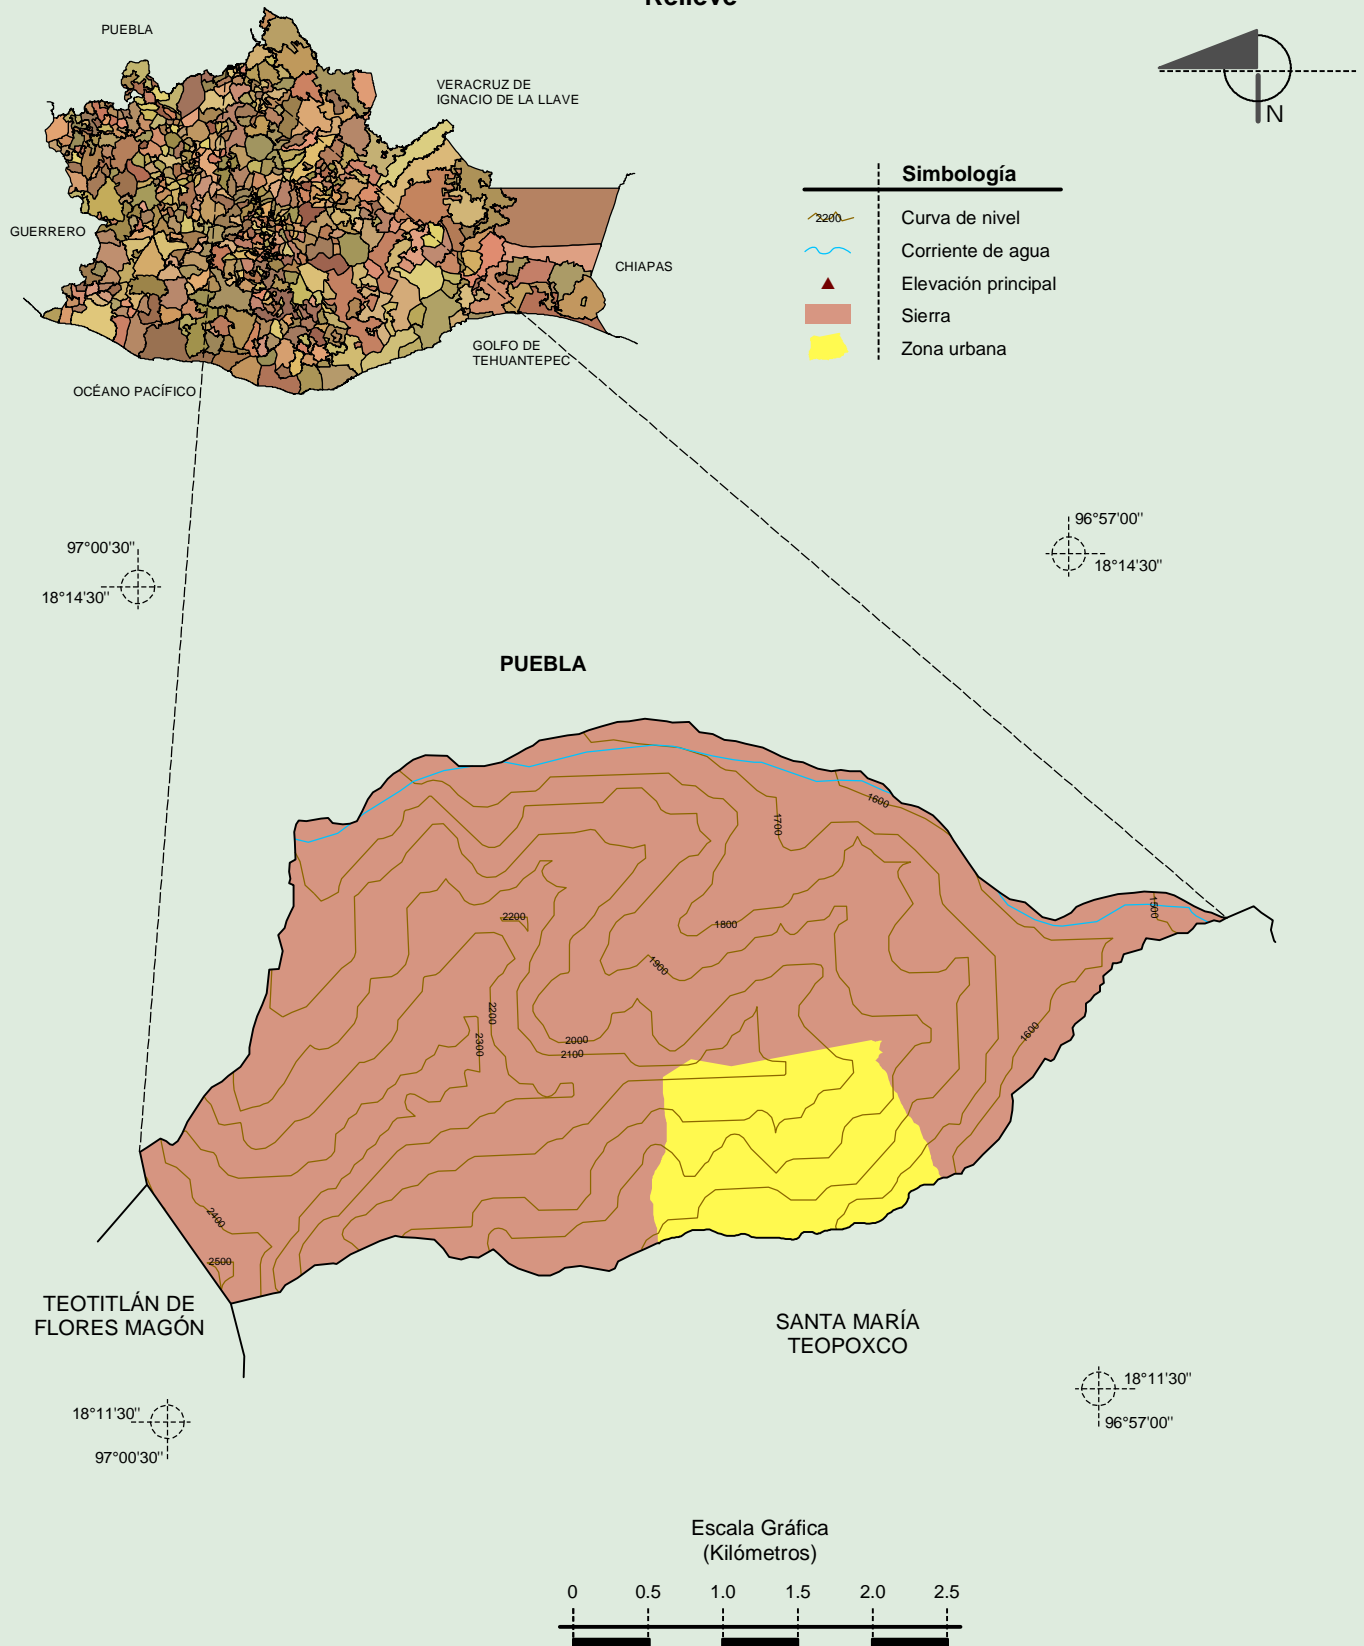 Relieve
PUEBLA
VERACRUZ DE
IGNACIO DE LA LLAVE
GUERRERO
CHIAPAS
GOLFO DE
TEHUANTEPEC
OCÉANO PACÍFICO
N
Simbología
2200
Curva de nivel
Corriente de agua
Elevación principal
Sierra
Zona urbana
97°00'30"
18°14'30"
96°57'00"
18°14'30"
PUEBLA
1600
1700
1500
2200
1800
1900
2200
2300
2000
2100
1600
2400
2500
TEOTITLÁN DE
FLORES MAGÓN
SANTA MARÍA
TEOPOXCO
18°11'30"
97°00'30"
18°11'30"
96°57'00"
Escala Gráfica
(Kilómetros)
0 0.5 1.0 1.5 2.0 2.5